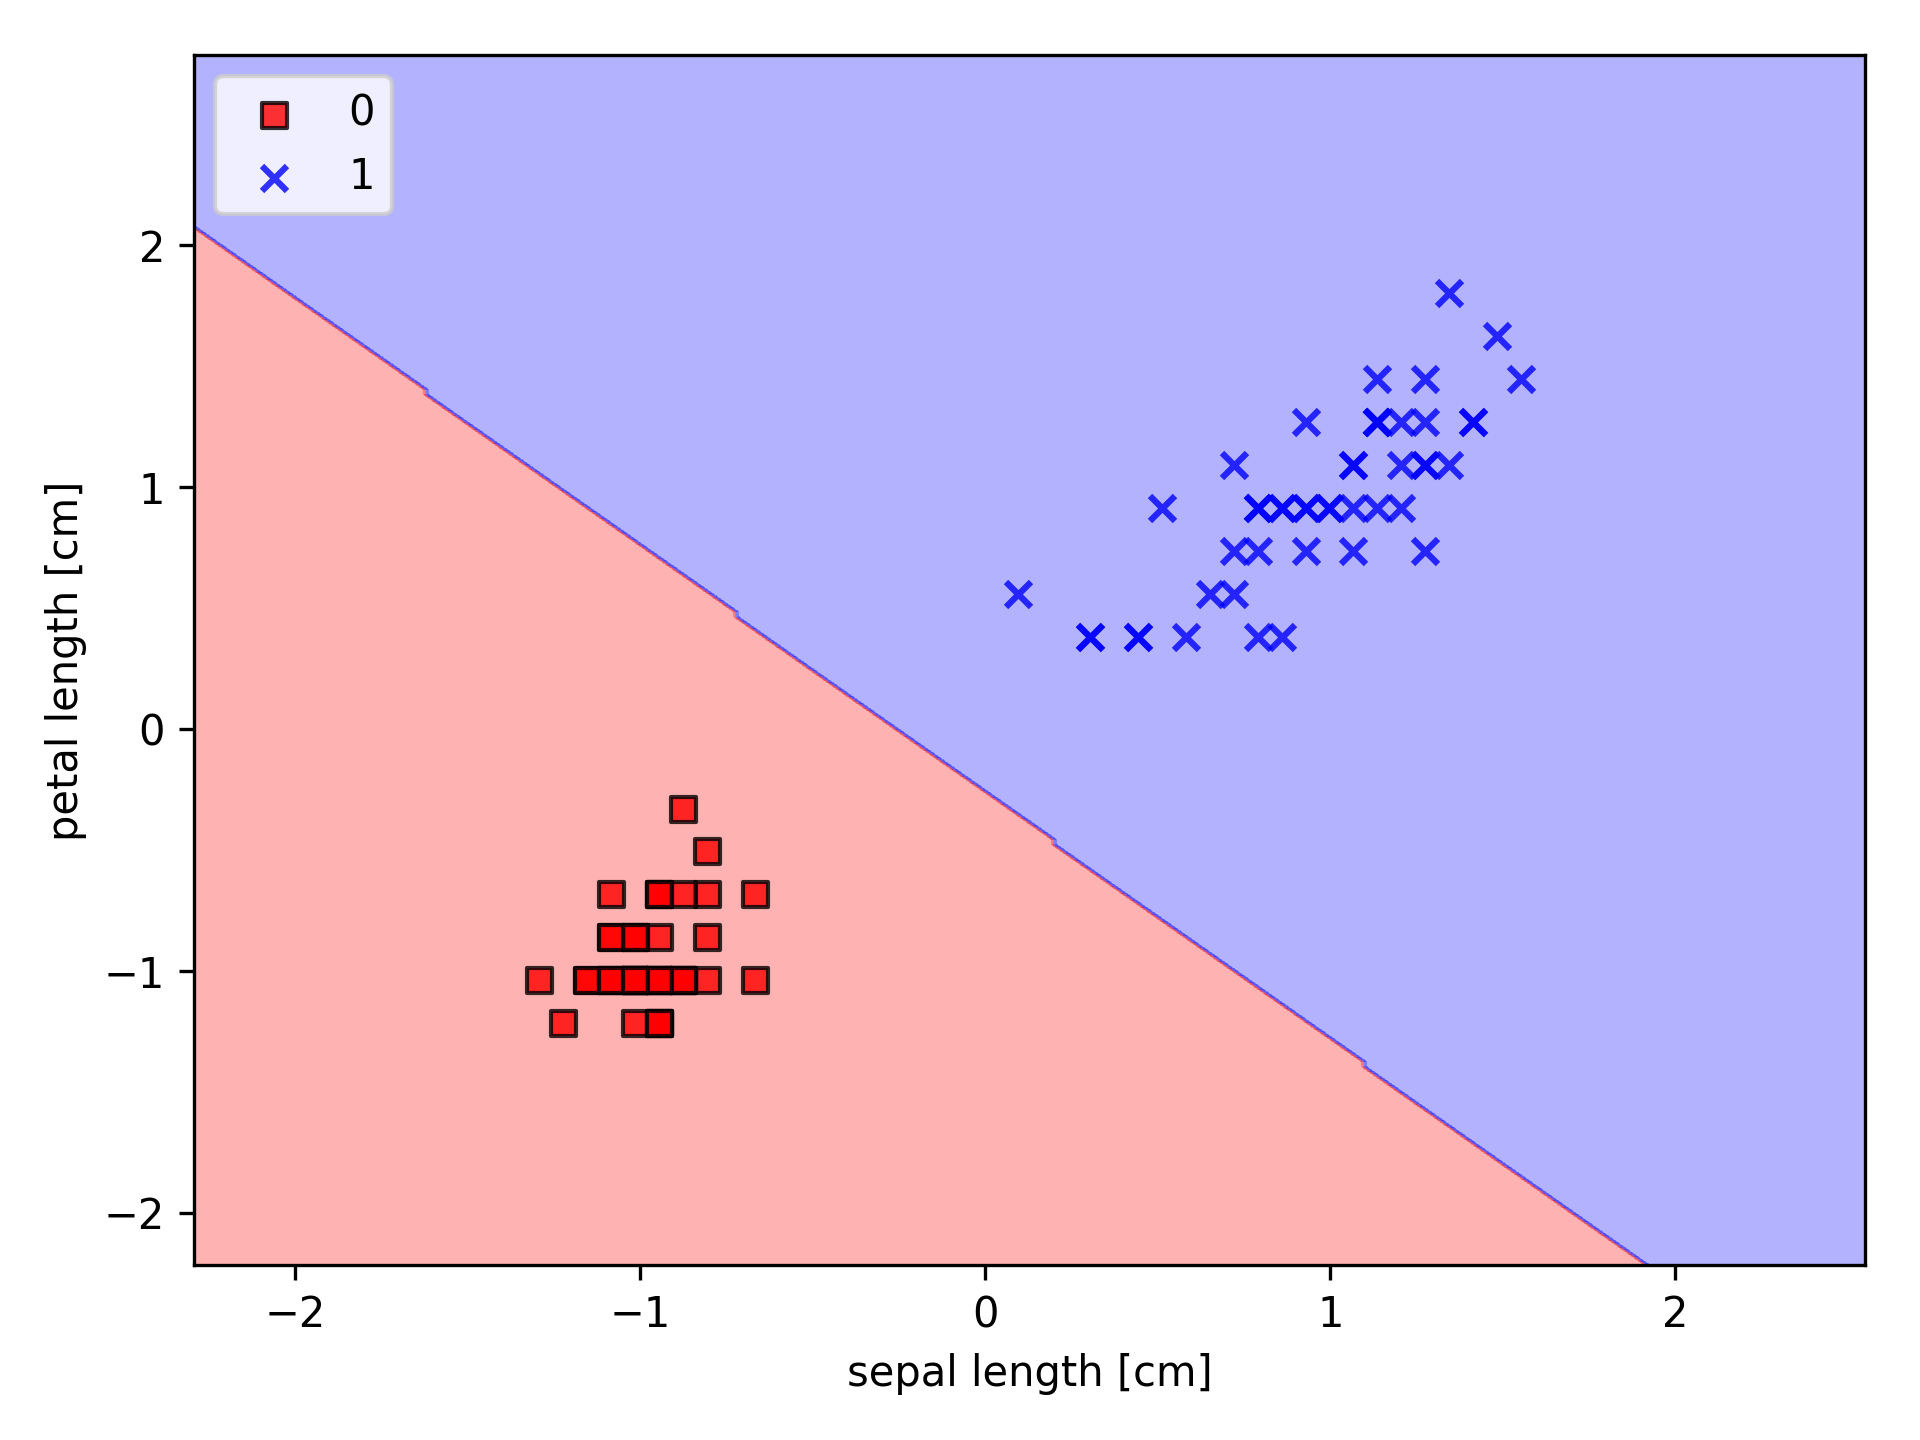 0
1
2
1
0
−1
−2
petal length [cm]
−2 −1 0 1 2
sepal length [cm]